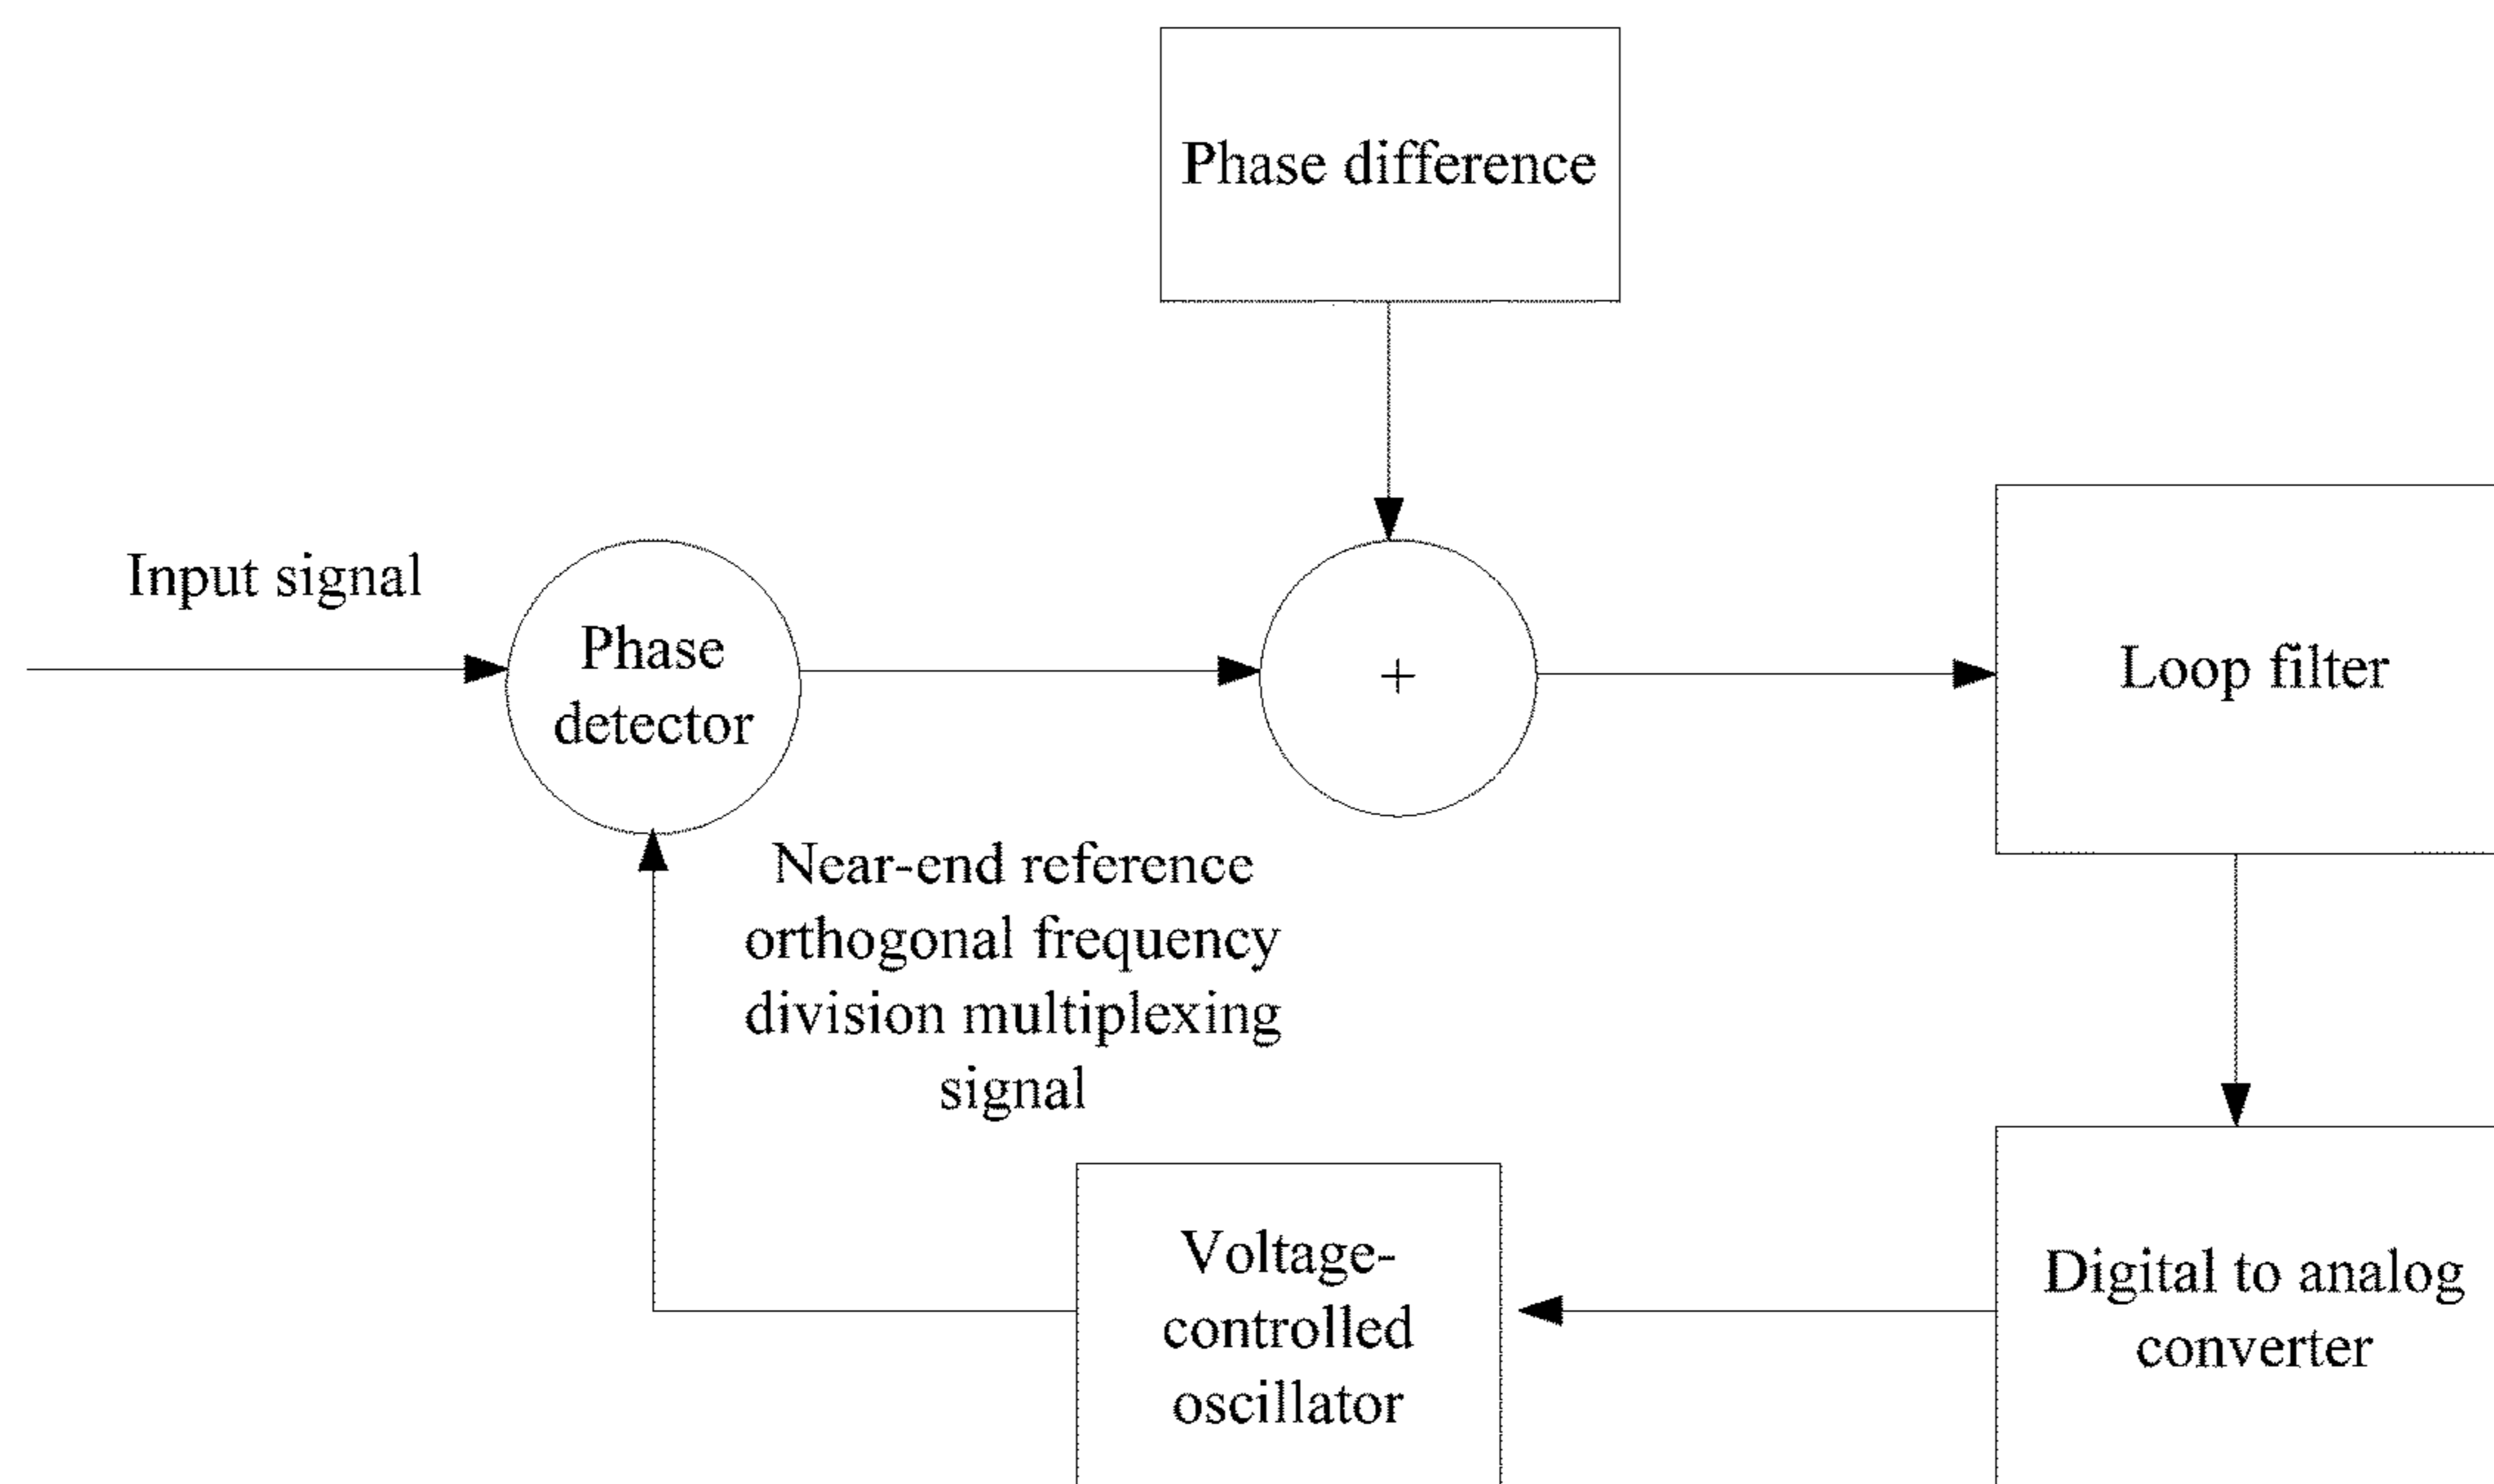 Phase difference
Input signal
Phase
detector
+
Loop filter
Near-end reference
orthogonal frequency
division multiplexing
signal
Voltage-
controlled
oscillator
Digital to analog
converter